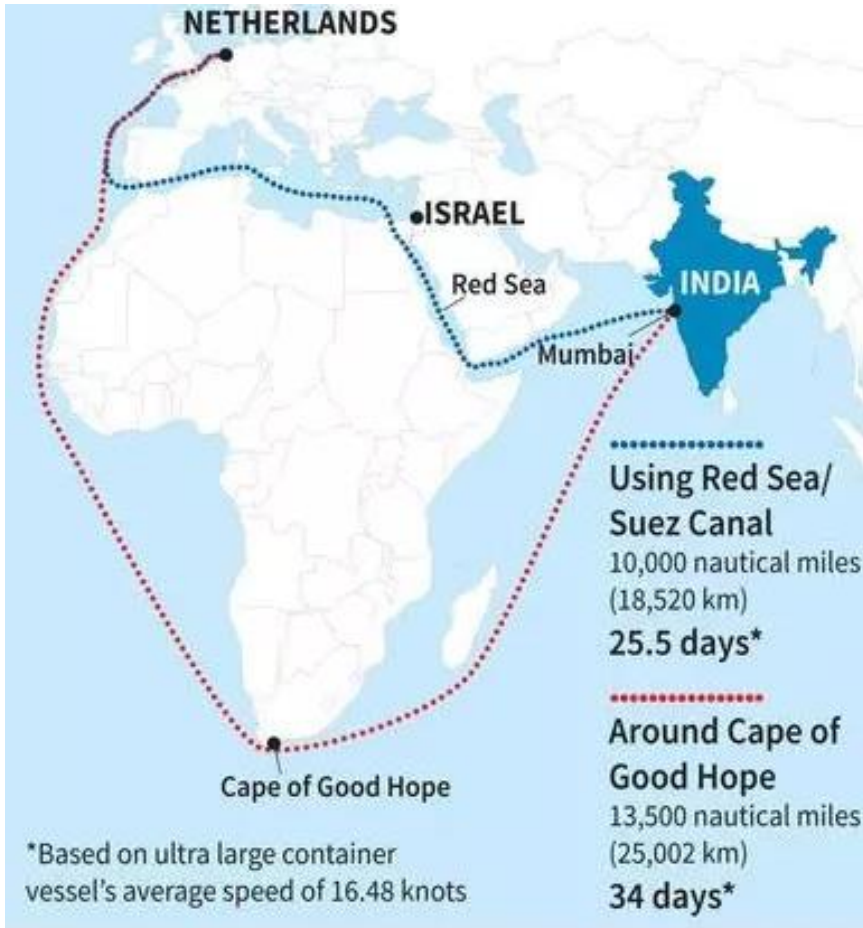 NETHERLANDS
ISRAEL
Red Sea
INDIA
Mumbai
Using Red Sea/
Suez Canal
10,000 nautical miles
(18,520 km)
25.5 days*
Around Cape of
Good Hope
13,500 nautical miles
(25,002 km)
34 days*
Cape of Good Hope
*Based on ultra large container
vessel's average speed of 16.48 knots